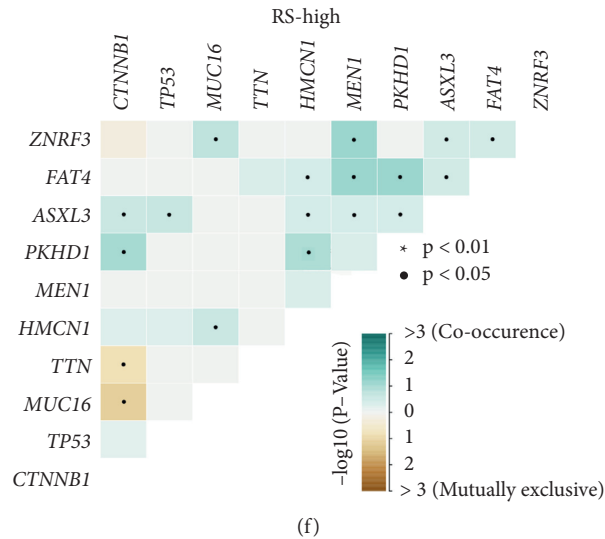 RS-high
CTNNB1 TP53 MUC16 TTN HMCN1 MEN1 PKHD1 ASXL3 FAT4 ZNRF3
ZNRF3
FAT4
ASXL3
PKHD1
MEN1
HMCN1
TTN
MUC16
TP53
CTNNB1
* p < 0.01
• p < 0.05
−log10 (P– Value)
>3 (Co-occurence)
2
1
0
1
2
> 3 (Mutually exclusive)
(f)